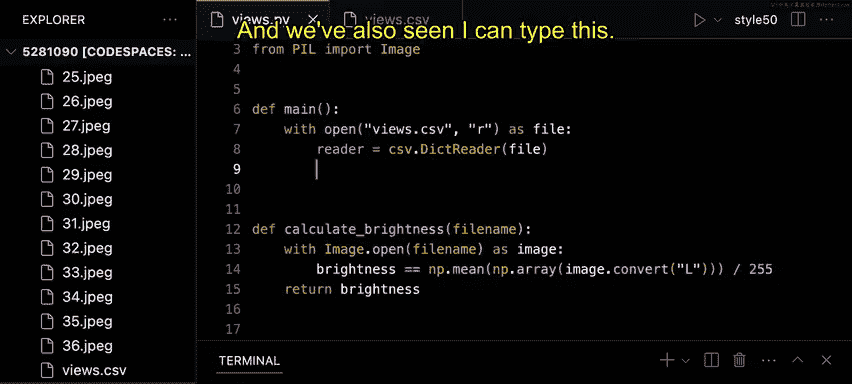 EXPLORER
views.py
views.csv
style50
And we've also seen I can type this.
5281090 [CODESPACES: ...
25.jpeg
26.jpeg
27.jpeg
28.jpeg
29.jpeg
30.jpeg
31.jpeg
32.jpeg
33.jpeg
34.jpeg
35.jpeg
36.jpeg
views.csv
3 from PIL import Image
4
5
6 def main():
7 with open("views.csv", "r") as file:
8 reader = csv.DictReader(file)
9
10
11
12 def calculate_brightness(filename):
13 with Image.open(filename) as image:
14 brightness == np.mean(np.array(image.convert("L"))) / 255
15 return brightness
16
17
TERMINAL